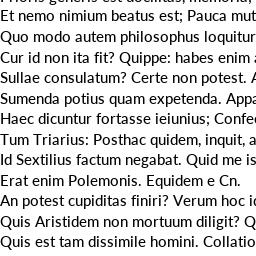 Et nemo nimium beatus est; Pauca mut
Quo modo autem philosophus loquitur
Cur id non ita fit? Quippe: habes enim
Sullae consulatum? Certe non potest.
Sumenda potius quam expetenda. Appa
Haec dicuntur fortasse ieiunius; Confe
Tum Triarius: Posthac quidem, inquit, a
Id Sextilius factum negabat. Quid me is
Erat enim Polemonis. Equidem e Cn.
An potest cupiditas finiri? Verum hoc i
Quis Aristidem non mortuum diligit? Q
Quis est tam dissimile homini. Collatio